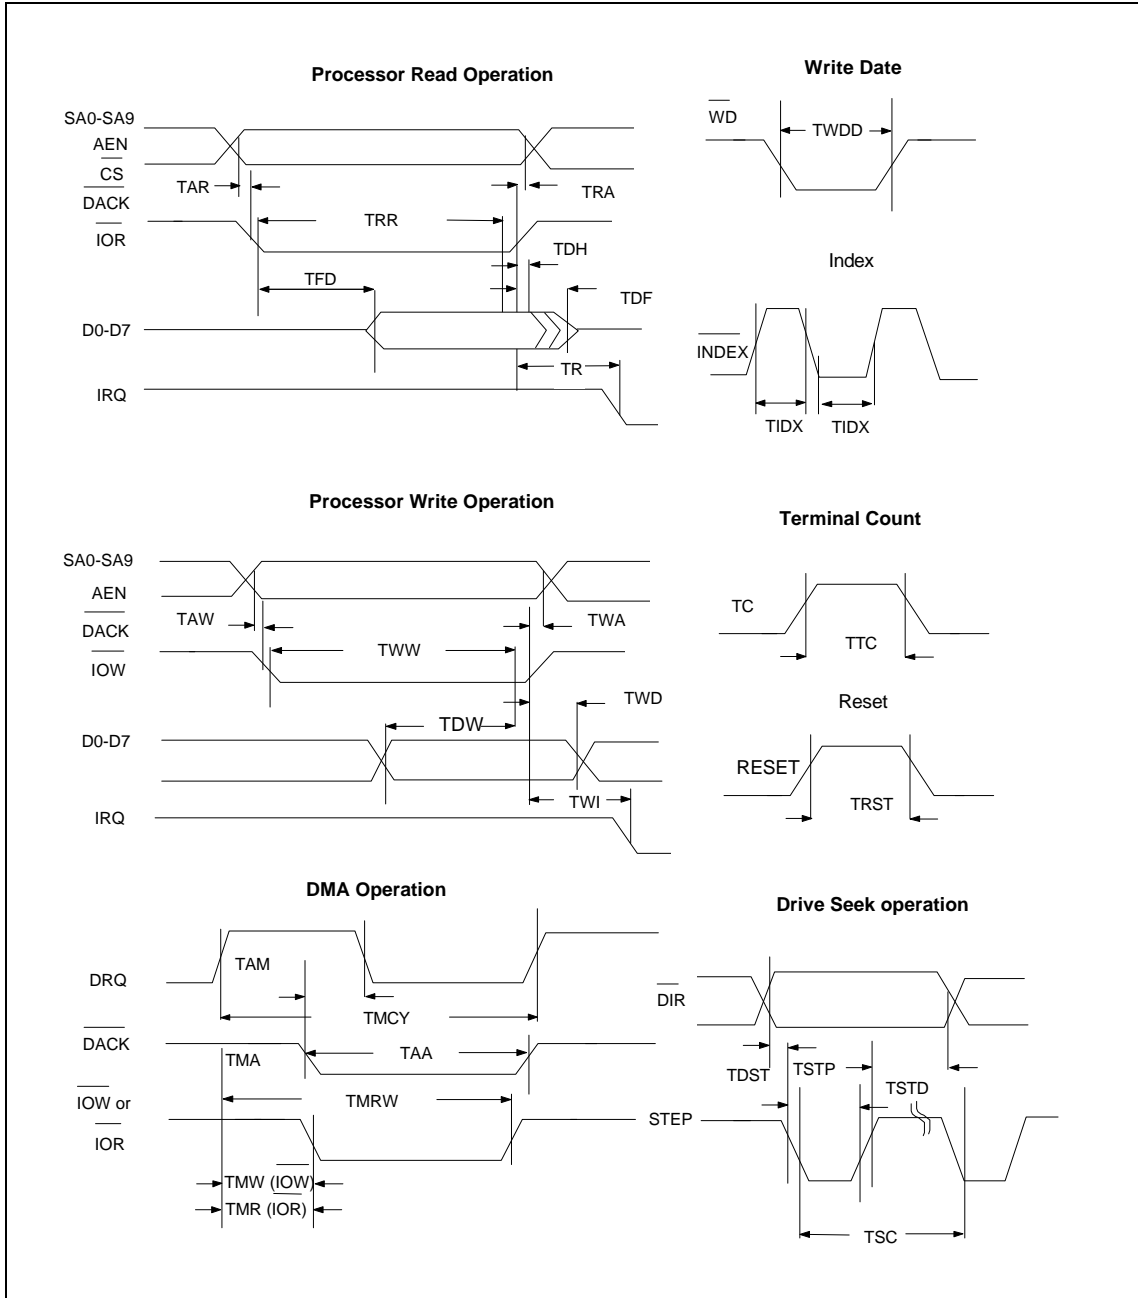 Processor Read Operation
SA0-SA9
AEN
CS
DACK
IOR
TAR
TRA
TRR
TDH
TFD
TDF
D0-D7
TR
IRQ
Write Date
WD
TWDD
Index
INDEX
TIDX
TIDX
Processor Write Operation
SA0-SA9
AEN
DACK
IOW
TAW
TWA
TWW
TWD
TDW
D0-D7
TWI
IRQ
Terminal Count
TC
TTC
Reset
RESET
TRST
DMA Operation
DRQ
TAM
TMCY
DACK
TMA
TAA
IOW or
IOR
TMRW
TMW (IOW)
TMR (IOR)
Drive Seek operation
DIR
TDST
TSTP
TSTD
STEP
TSC